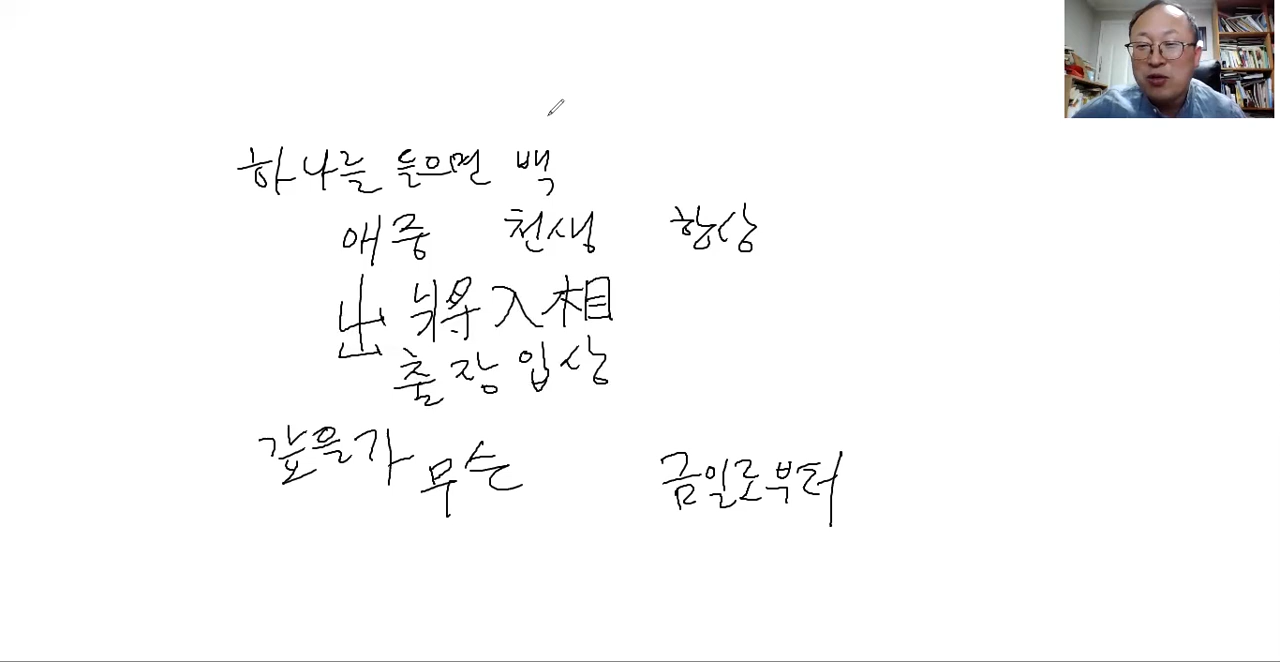 하나를 들으면 백
애중 천생 항상
出將入相
출장입상
갚을가 무슨 금일로부터